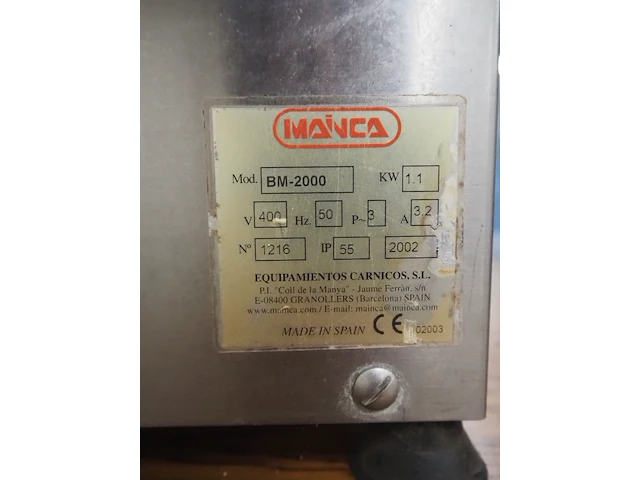 MAINCA
Mod. BM-2000 KW 1.1
V 400 Hz. 50 P~ 3 A 3.2
Nº 1216 IP 55 2002
EQUIPAMIENTOS CARNICOS, S.L.
P.I. "Coll de la Manya" - Jaume Ferràn, s/n
E-08400 GRANOLLERS (Barcelona) SPAIN
www.mainca.com / E-mail: mainca@mainca.com
MADE IN SPAIN CE 102003